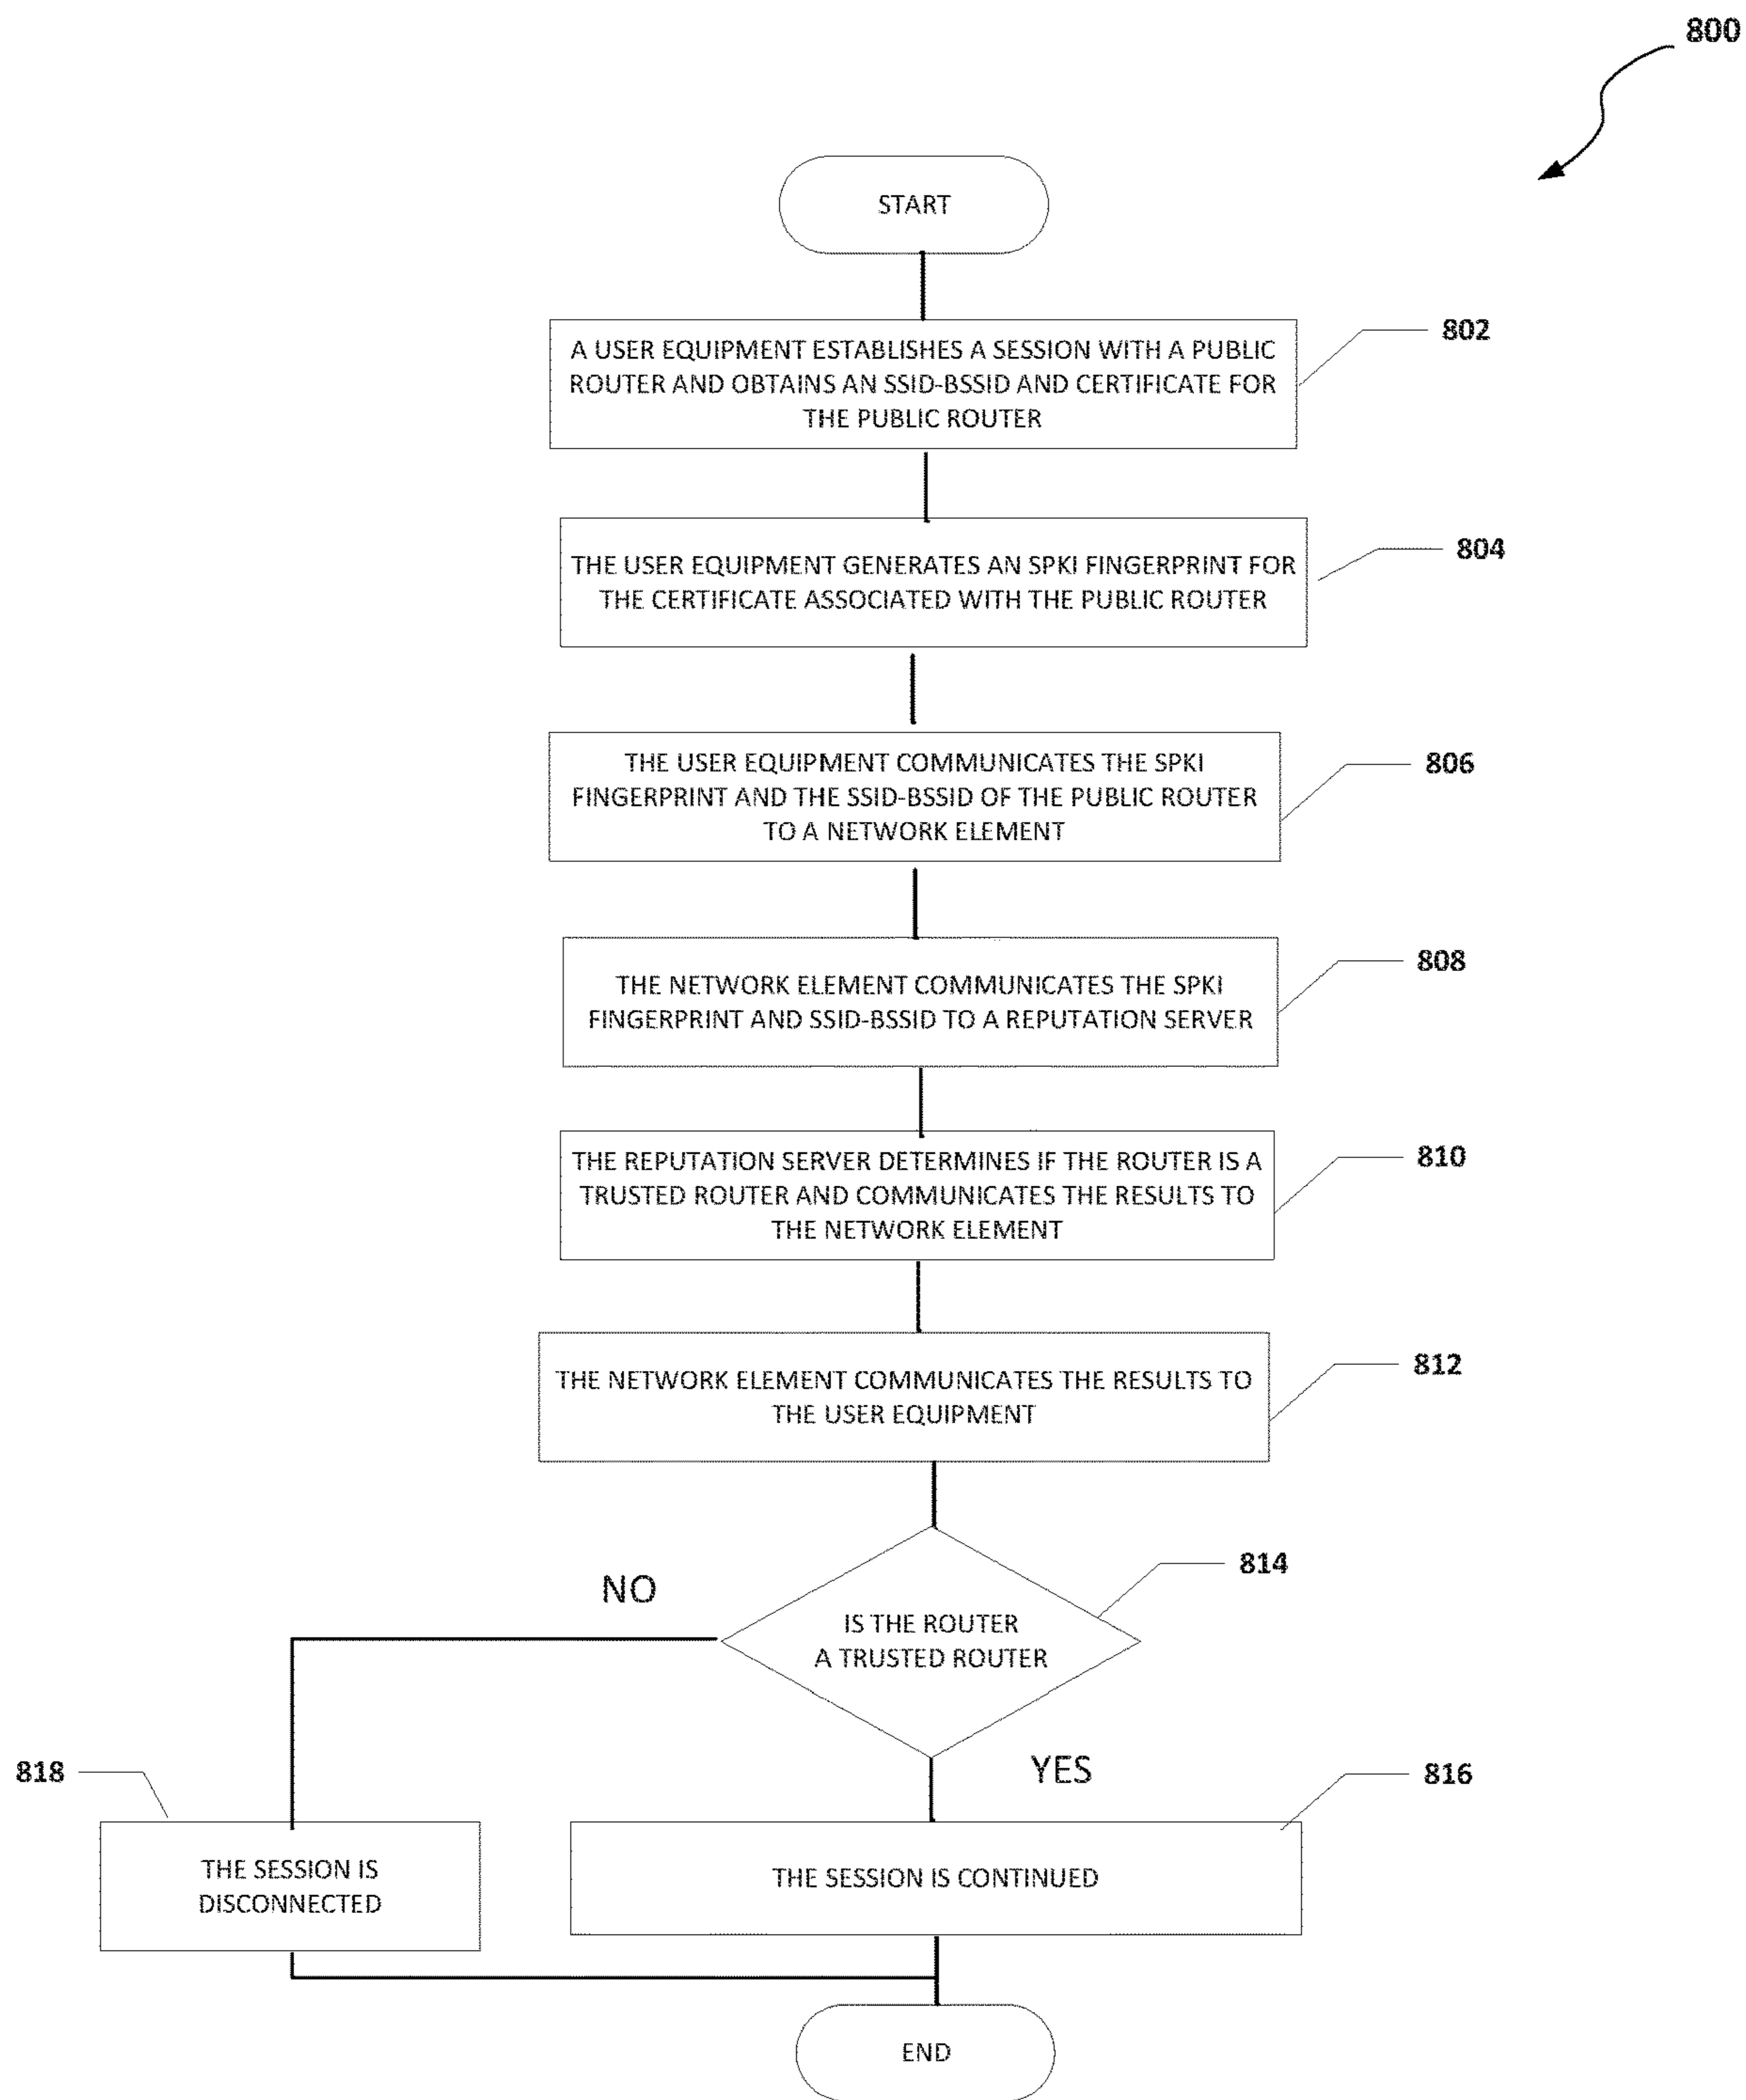 800
START
A USER EQUIPMENT ESTABLISHES A SESSION WITH A PUBLIC
ROUTER AND OBTAINS AN SSID-BSSID AND CERTIFICATE FOR
THE PUBLIC ROUTER
802
THE USER EQUIPMENT GENERATES AN SPKI FINGERPRINT FOR
THE CERTIFICATE ASSOCIATED WITH THE PUBLIC ROUTER
804
THE USER EQUIPMENT COMMUNICATES THE SPKI
FINGERPRINT AND THE SSID-BSSID OF THE PUBLIC ROUTER
TO A NETWORK ELEMENT
806
THE NETWORK ELEMENT COMMUNICATES THE SPKI
FINGERPRINT AND SSID-BSSID TO A REPUTATION SERVER
808
THE REPUTATION SERVER DETERMINES IF THE ROUTER IS A
TRUSTED ROUTER AND COMMUNICATES THE RESULTS TO
THE NETWORK ELEMENT
810
THE NETWORK ELEMENT COMMUNICATES THE RESULTS TO
THE USER EQUIPMENT
812
IS THE ROUTER
A TRUSTED ROUTER
814
NO
YES
818
THE SESSION IS
DISCONNECTED
THE SESSION IS CONTINUED
816
END